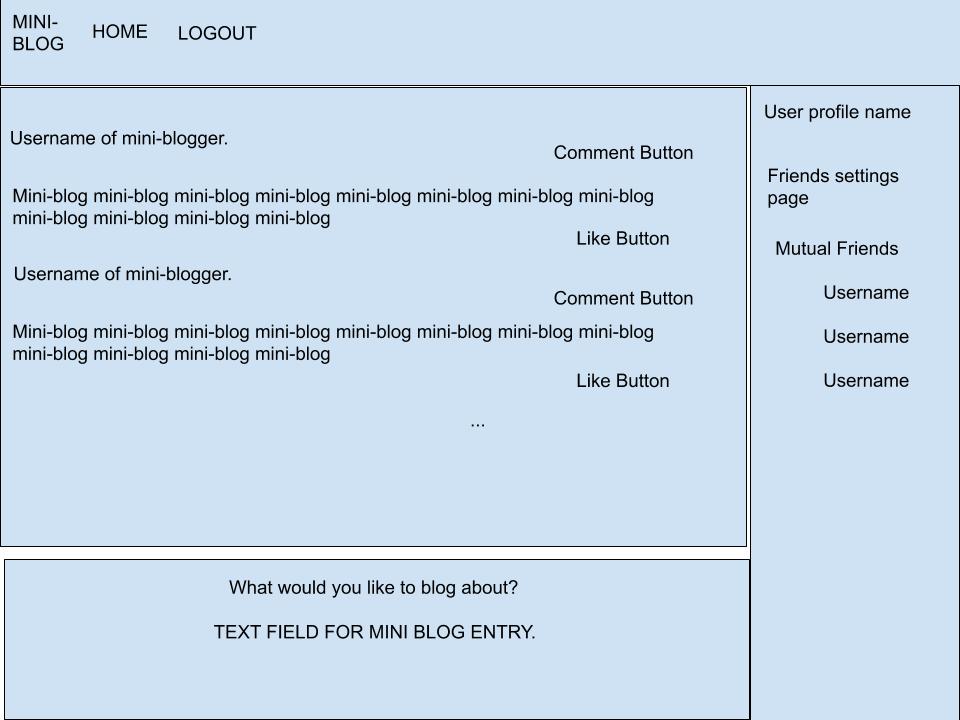 MINI-
BLOG
HOME
LOGOUT
Username of mini-blogger.
Comment Button
Mini-blog mini-blog mini-blog mini-blog mini-blog mini-blog mini-blog mini-blog
mini-blog mini-blog mini-blog mini-blog
Like Button
Username of mini-blogger.
Comment Button
Mini-blog mini-blog mini-blog mini-blog mini-blog mini-blog mini-blog mini-blog
mini-blog mini-blog mini-blog mini-blog
Like Button
...
What would you like to blog about?
TEXT FIELD FOR MINI BLOG ENTRY.
User profile name
Friends settings
page
Mutual Friends
Username
Username
Username